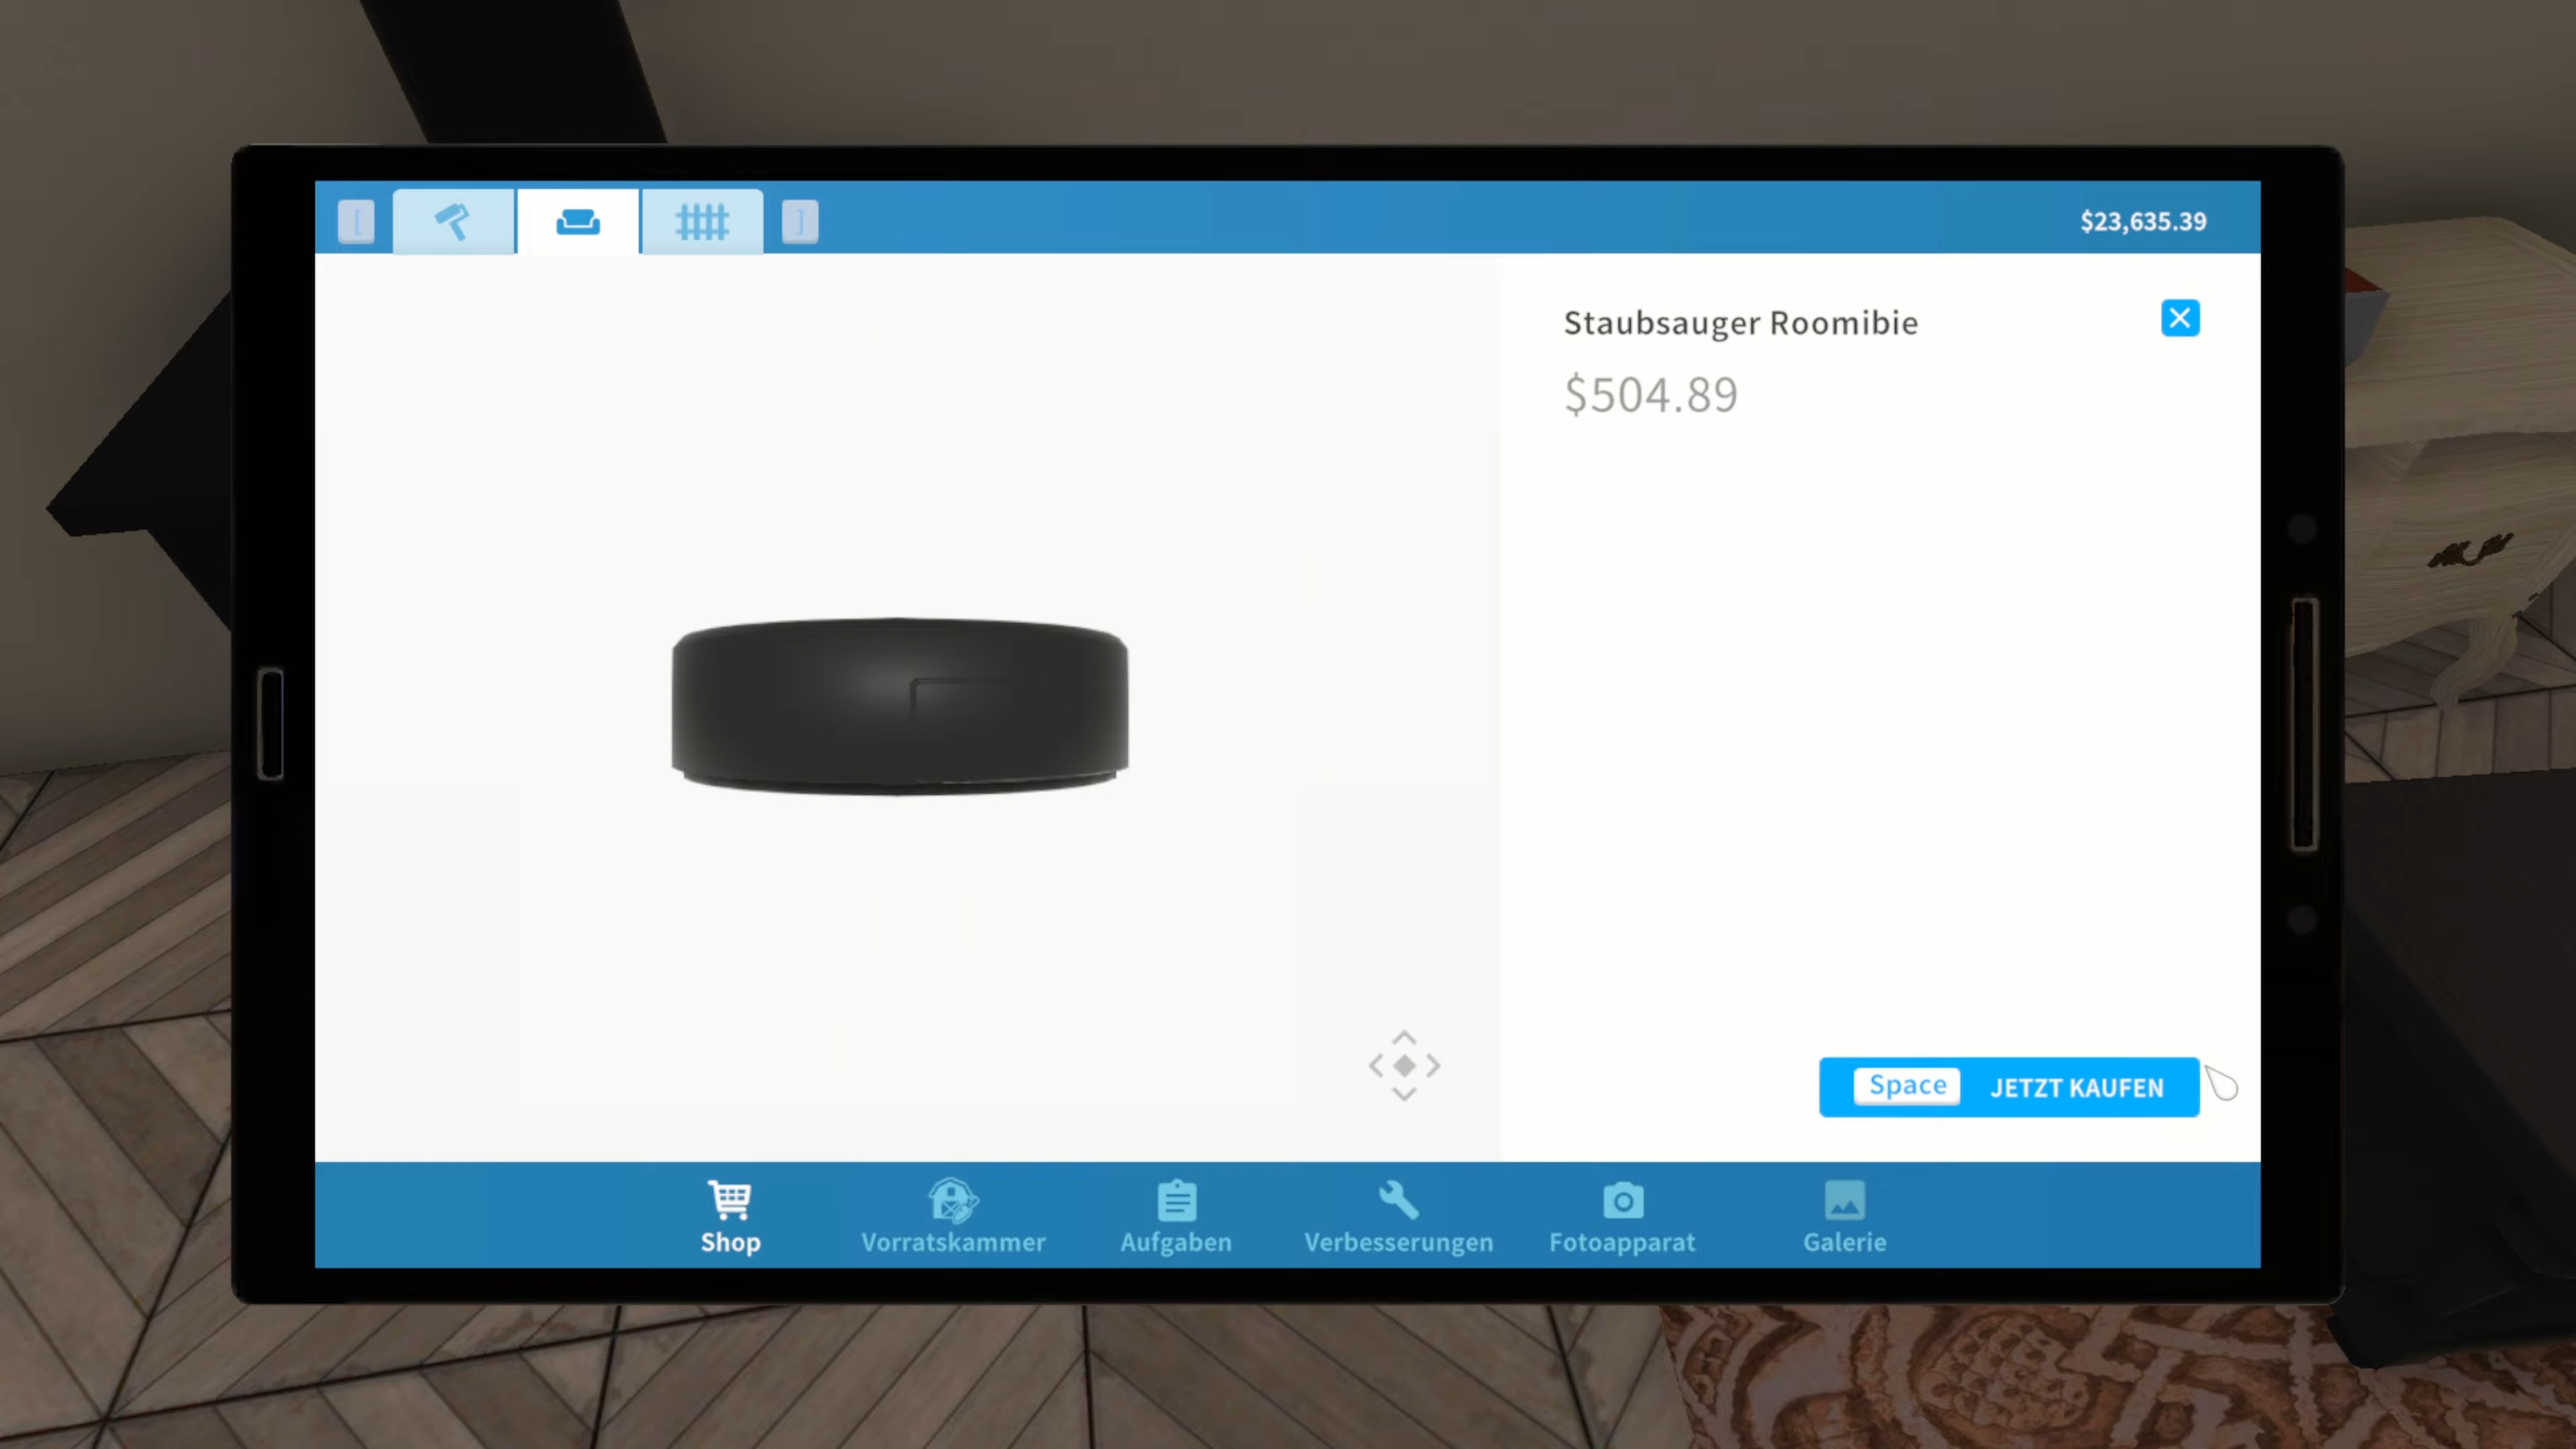 [
]
$23,635.39
Staubsauger Roomibie
$504.89
Space JETZT KAUFEN
Shop
Vorratskammer
Aufgaben
Verbesserungen
Fotoapparat
Galerie